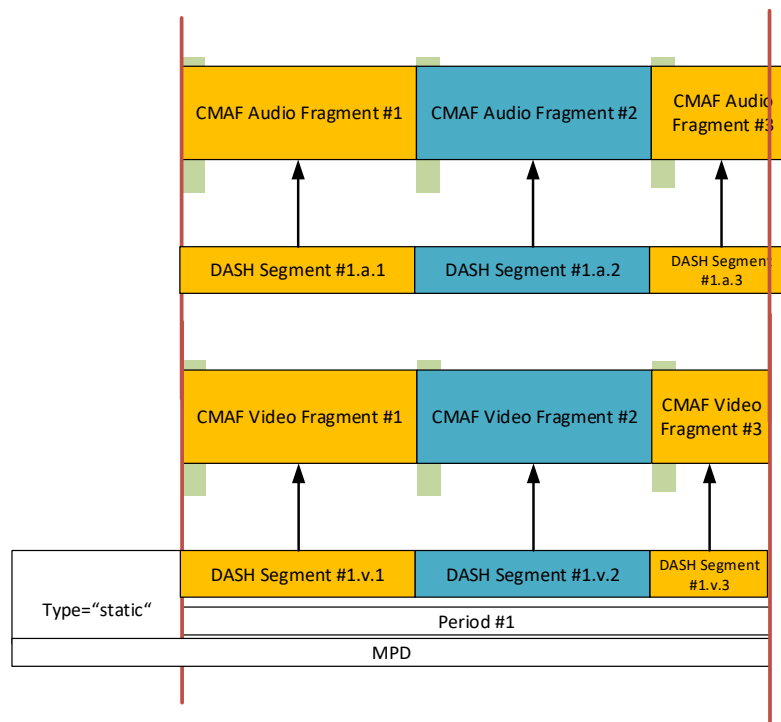 CMAF Audio Fragment #1
CMAF Audio Fragment #2
CMAF Audio
Fragment #3
DASH Segment #1.a.1
DASH Segment #1.a.2
DASH Segment
#1.a.3
CMAF Video Fragment #1
CMAF Video Fragment #2
CMAF Video
Fragment #3
DASH Segment #1.v.1
DASH Segment #1.v.2
DASH Segment
#1.v.3
Type=“static“
Period #1
MPD